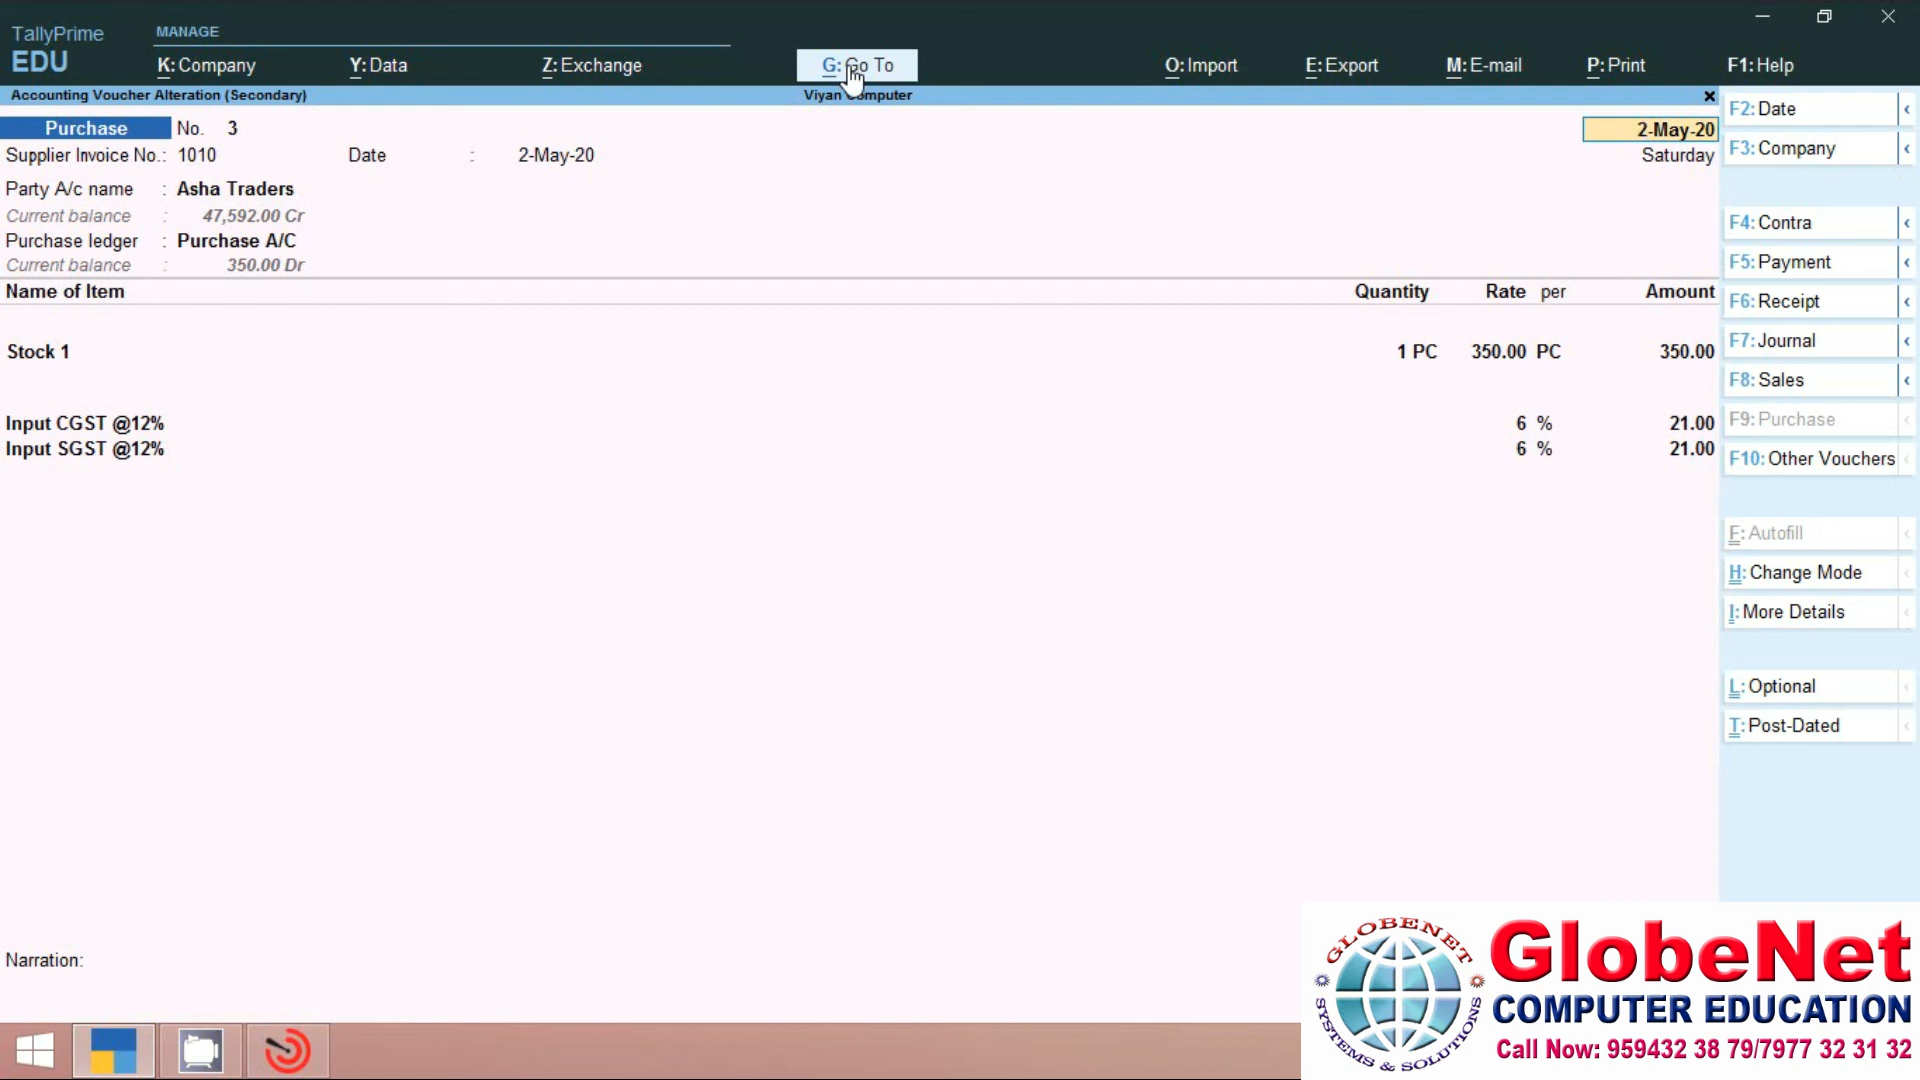 TallyPrime
EDU
MANAGE
K: Company Y: Data Z: Exchange G: Go To O: Import E: Export M: E-mail P: Print F1: Help
Accounting Voucher Alteration (Secondary) Viyan Computer
Purchase No. 3 2-May-20
Supplier Invoice No.: 1010 Date : 2-May-20 Saturday
Party A/c name : Asha Traders
Current balance : 47,592.00 Cr
Purchase ledger : Purchase A/C
Current balance : 350.00 Dr
Name of Item Quantity Rate per Amount
Stock 1 1 PC 350.00 PC 350.00
Input CGST @12% 6 % 21.00
Input SGST @12% 6 % 21.00
Narration:
F2: Date
F3: Company
F4: Contra
F5: Payment
F6: Receipt
F7: Journal
F8: Sales
F9: Purchase
F10: Other Vouchers
F: Autofill
H: Change Mode
I: More Details
L: Optional
T: Post-Dated
GLOBENET
SYSTEMS & SOLUTIONS
GlobeNet
COMPUTER EDUCATION
Call Now: 959432 38 79/7977 32 31 32